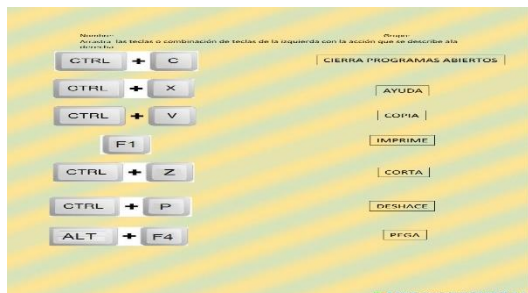 Nombre: Grupo:
Arrastra las teclas o combinación de teclas de la izquierda con la acción que se describe ala
derecha
CTRL + C CIERRA PROGRAMAS ABIERTOS
CTRL + X AYUDA
CTRL + V COPIA
F1 IMPRIME
CTRL + Z CORTA
CTRL + P DESHACE
ALT + F4 PEGA